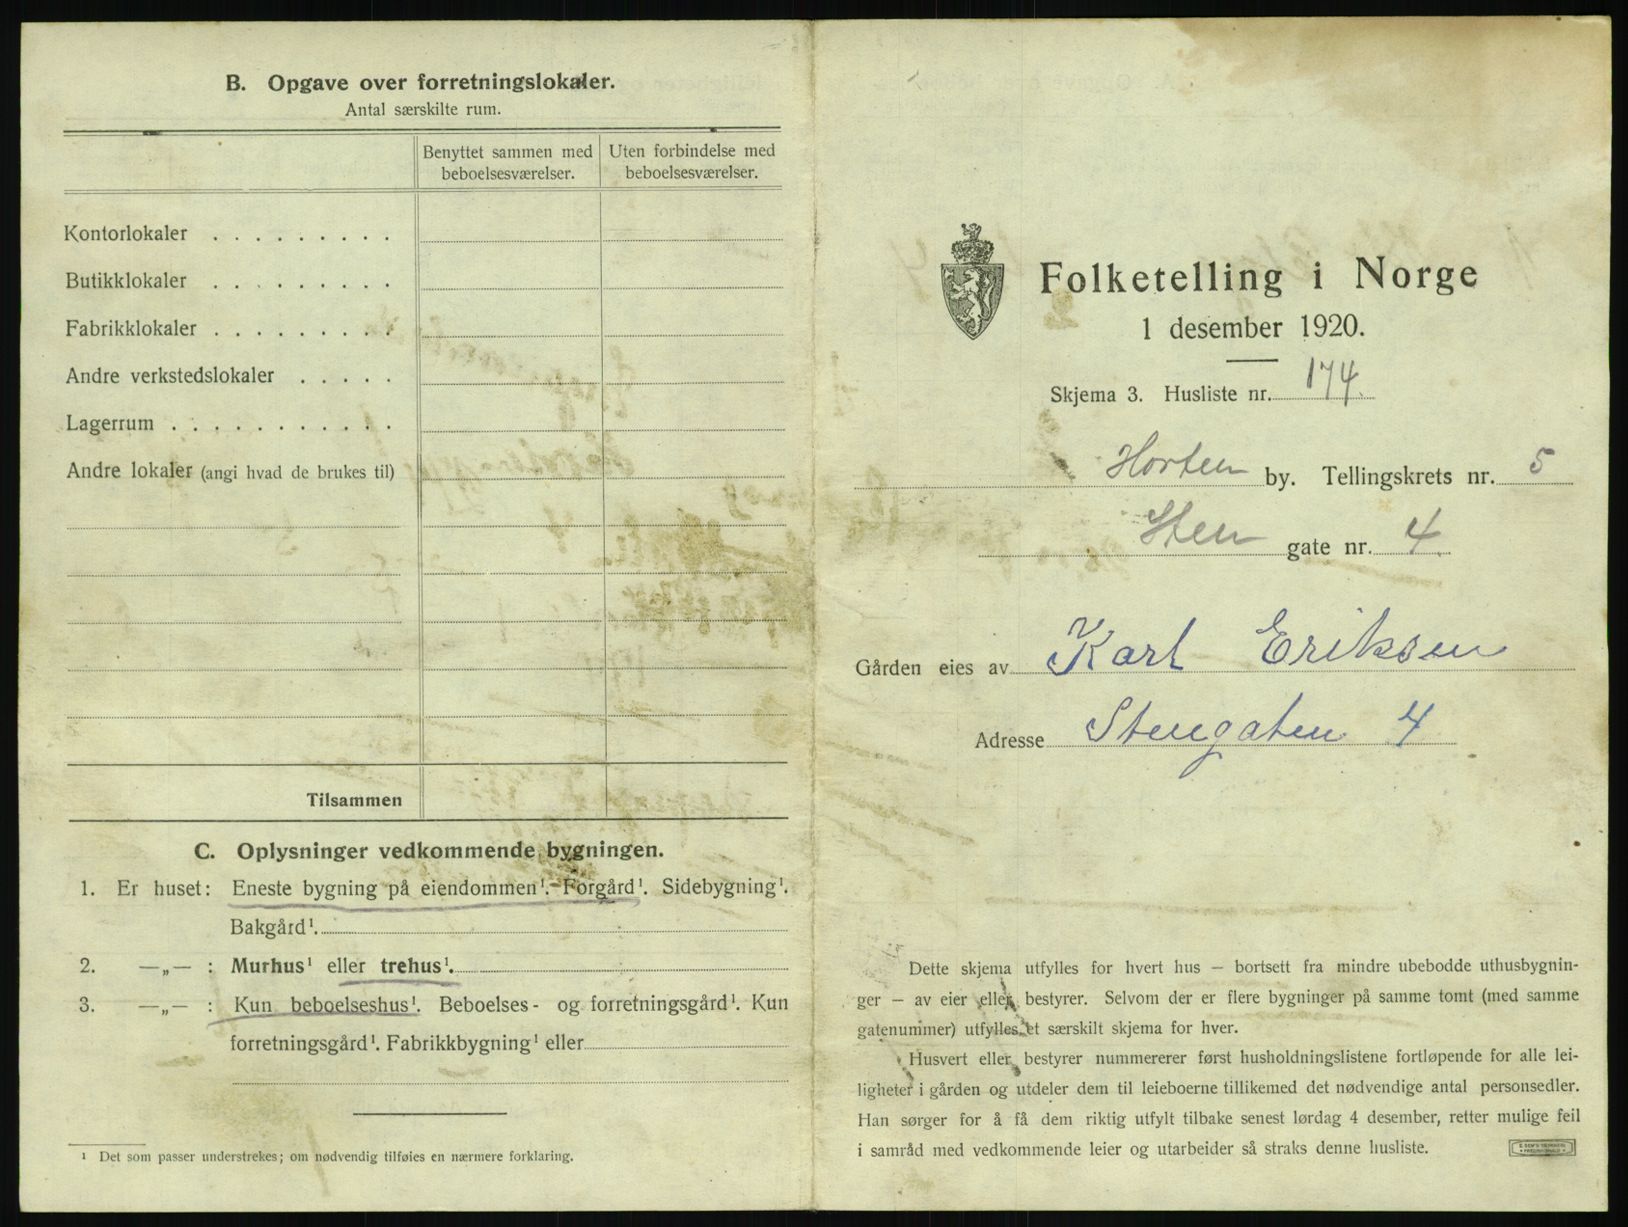 B. Opgave over forretningslokaler.
Antal særskilte rum.
Benyttet sammen med beboelsesværelser.
Uten forbindelse med beboelsesværelser.
Kontorlokaler . . . . . . . . .
Butikklokaler . . . . . . . . .
Fabrikklokaler . . . . . . . . .
Andre verkstedslokaler . . . . .
Lagerrum . . . . . . . . . . .
Andre lokaler (angi hvad de brukes til)
Tilsammen
C. Oplysninger vedkommende bygningen.
1. Er huset: Eneste bygning på eiendommen¹. Forgård¹. Sidebygning¹.
Bakgård¹.
2. —„— : Murhus¹ eller trehus¹.
3. —„— : Kun beboelseshus¹. Beboelses- og forretningsgård¹. Kun
forretningsgård¹. Fabrikkbygning¹ eller
¹ Det som passer understrekes; om nødvendig tilføies en nærmere forklaring.
Folketelling i Norge
1 desember 1920.
Skjema 3. Husliste nr. 174.
Horten by. Tellingskrets nr. 5
Sten gate nr. 4.
Gården eies av Karl Eriksen
Adresse Stengaten 4
Dette skjema utfylles for hvert hus – bortsett fra mindre ubebodde uthusbygnin-
ger – av eier eller bestyrer. Selvom der er flere bygninger på samme tomt (med samme
gatenummer) utfylles et særskilt skjema for hver.
Husvert eller bestyrer nummererer først husholdningslistene fortløpende for alle lei-
ligheter i gården og utdeler dem til leieboerne tillikemed det nødvendige antal personsedler.
Han sørger for å få dem riktig utfylt tilbake senest lørdag 4 desember, retter mulige feil
i samråd med vedkommende leier og utarbeider så straks denne husliste.